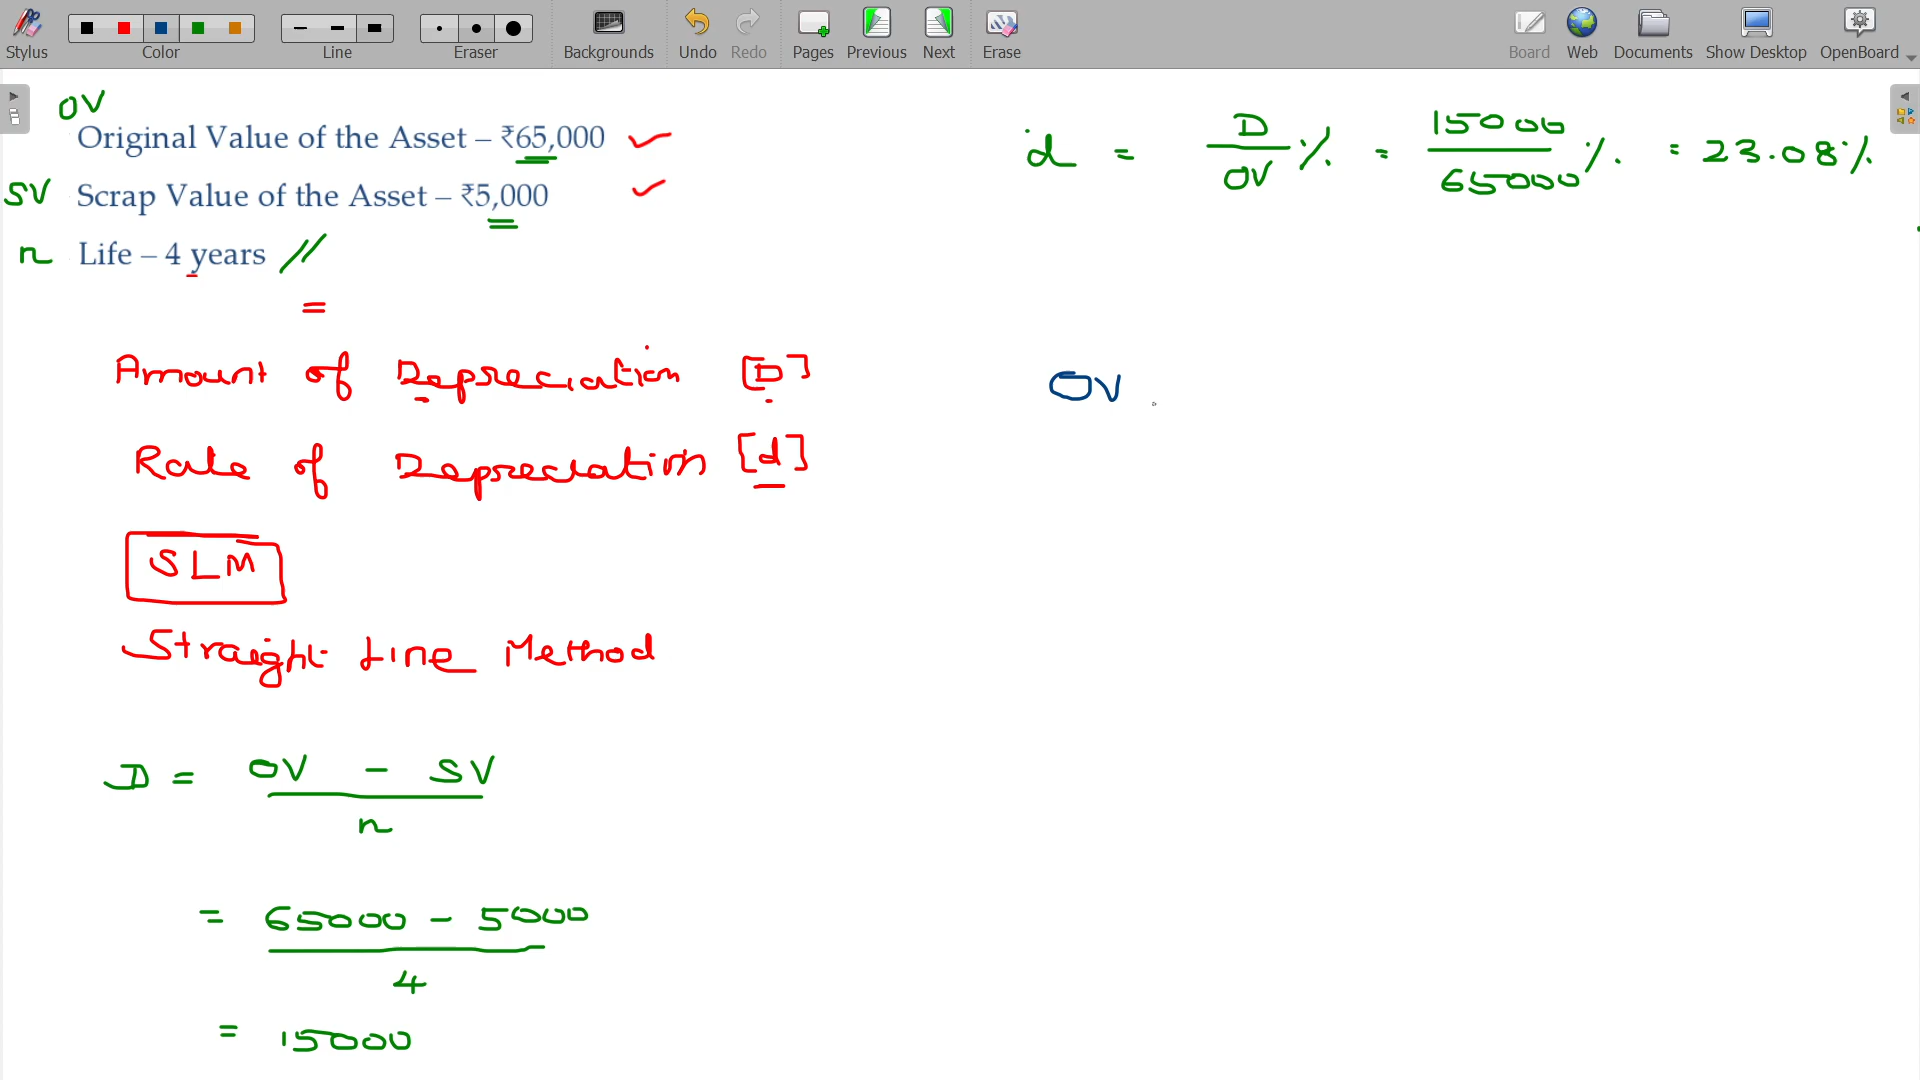 Stylus Color Line Eraser Backgrounds Undo Redo Pages Previous Next Erase Board Web Documents Show Desktop OpenBoard
OV
Original Value of the Asset – ₹65,000
SV Scrap Value of the Asset – ₹5,000
n Life – 4 years //
=
Amount of Depreciation [D]
Rate of Depreciation [d]
SLM
Straight Line Method
D = OV - SV
n
= 65000 - 5000
4
= 15000
d = D/OV % = 15000/65000 % = 23.08%
OV